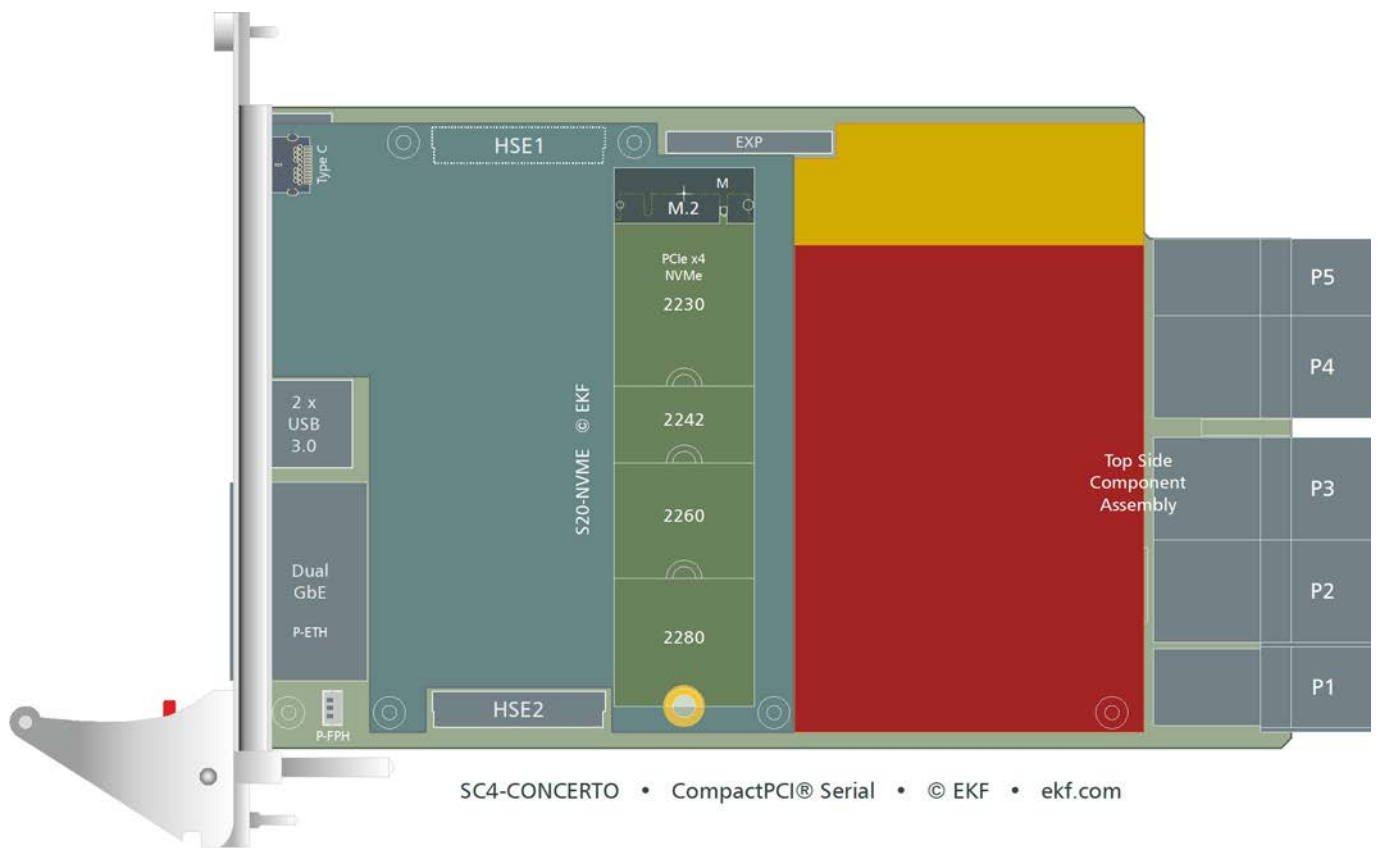 HSE1
EXP
Type C
M
M.2
PCIe x4
NVMe
2230
P5
P4
2 x
USB
3.0
S20-NVME © EKF
2242
Top Side
Component
Assembly
P3
2260
Dual
GbE
P-ETH
P2
2280
P1
HSE2
P-FPH
SC4-CONCERTO • CompactPCI® Serial • © EKF • ekf.com